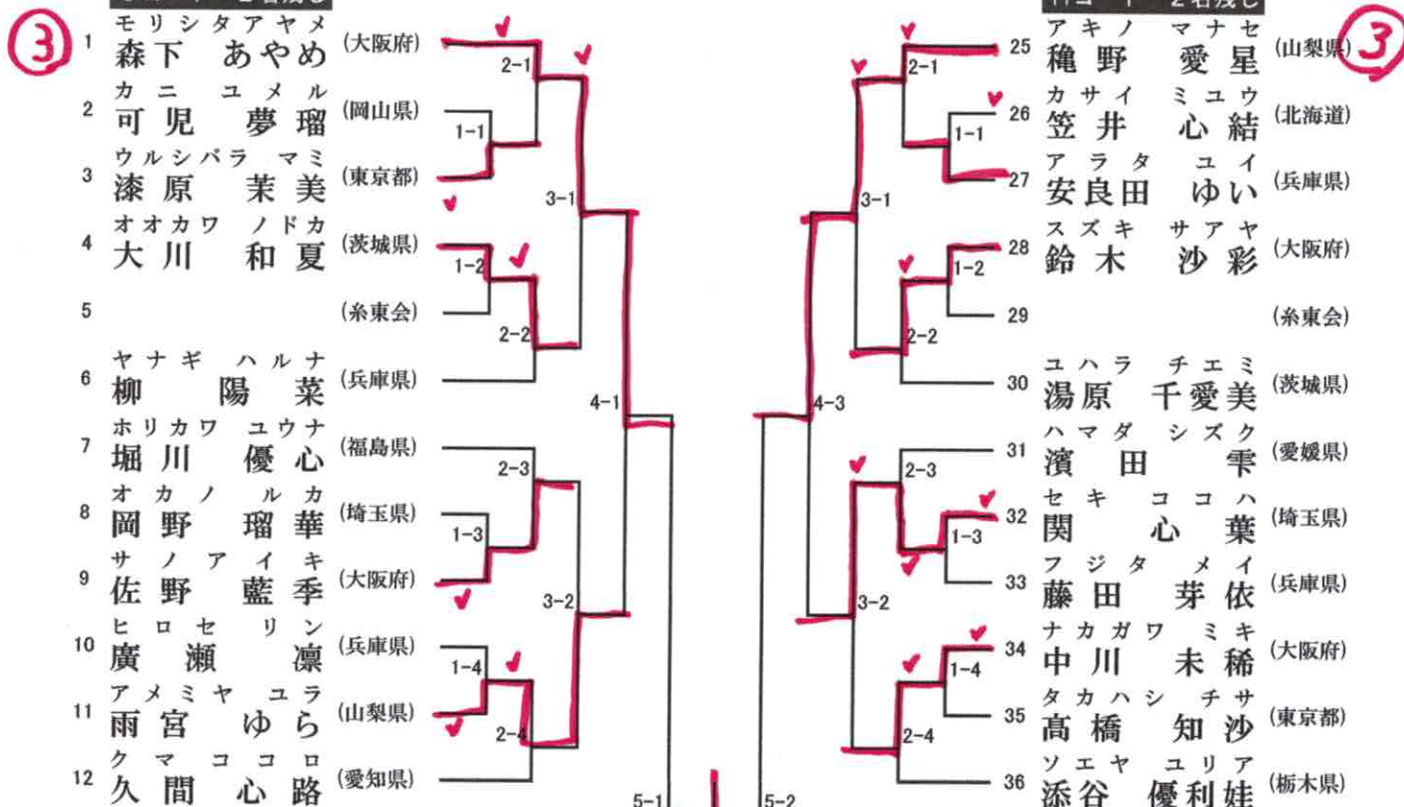 2名残し
2名残し
③
③
モリシタアヤメ
1 森下 あやめ (大阪府)
カニ ユメル
2 可児 夢瑠 (岡山県)
ウルシバラ マミ
3 漆原 茉美 (東京都)
オオカワ ノドカ
4 大川 和夏 (茨城県)
5 (糸東会)
ヤナギ ハルナ
6 柳 陽菜 (兵庫県)
ホリカワ ユウナ
7 堀川 優心 (福島県)
オカノ ルカ
8 岡野 瑠華 (埼玉県)
サノアイキ
9 佐野 藍季 (大阪府)
ヒロセ リン
10 廣瀬 凛 (兵庫県)
アメミヤ ユラ
11 雨宮 ゆら (山梨県)
クマ ココロ
12 久間 心路 (愛知県)
2-1
1-1
3-1
1-2
2-2
4-1
2-3
1-3
3-2
1-4
2-4
5-1
アキノ マナセ
25 穐野 愛星 (山梨県)
カサイ ミユウ
26 笠井 心結 (北海道)
アラタ ユイ
27 安良田 ゆい (兵庫県)
スズキ サアヤ
28 鈴木 沙彩 (大阪府)
29 (糸東会)
ユハラ チエミ
30 湯原 千愛美 (茨城県)
ハマダ シズク
31 濱田 雫 (愛媛県)
セキ ココハ
32 関 心葉 (埼玉県)
フジタ メイ
33 藤田 芽依 (兵庫県)
ナカガワ ミキ
34 中川 未稀 (大阪府)
タカハシ チサ
35 髙橋 知沙 (東京都)
ソエヤ ユリア
36 添谷 優利娃 (栃木県)
2-1
1-1
3-1
1-2
2-2
4-3
2-3
1-3
3-2
1-4
2-4
5-2